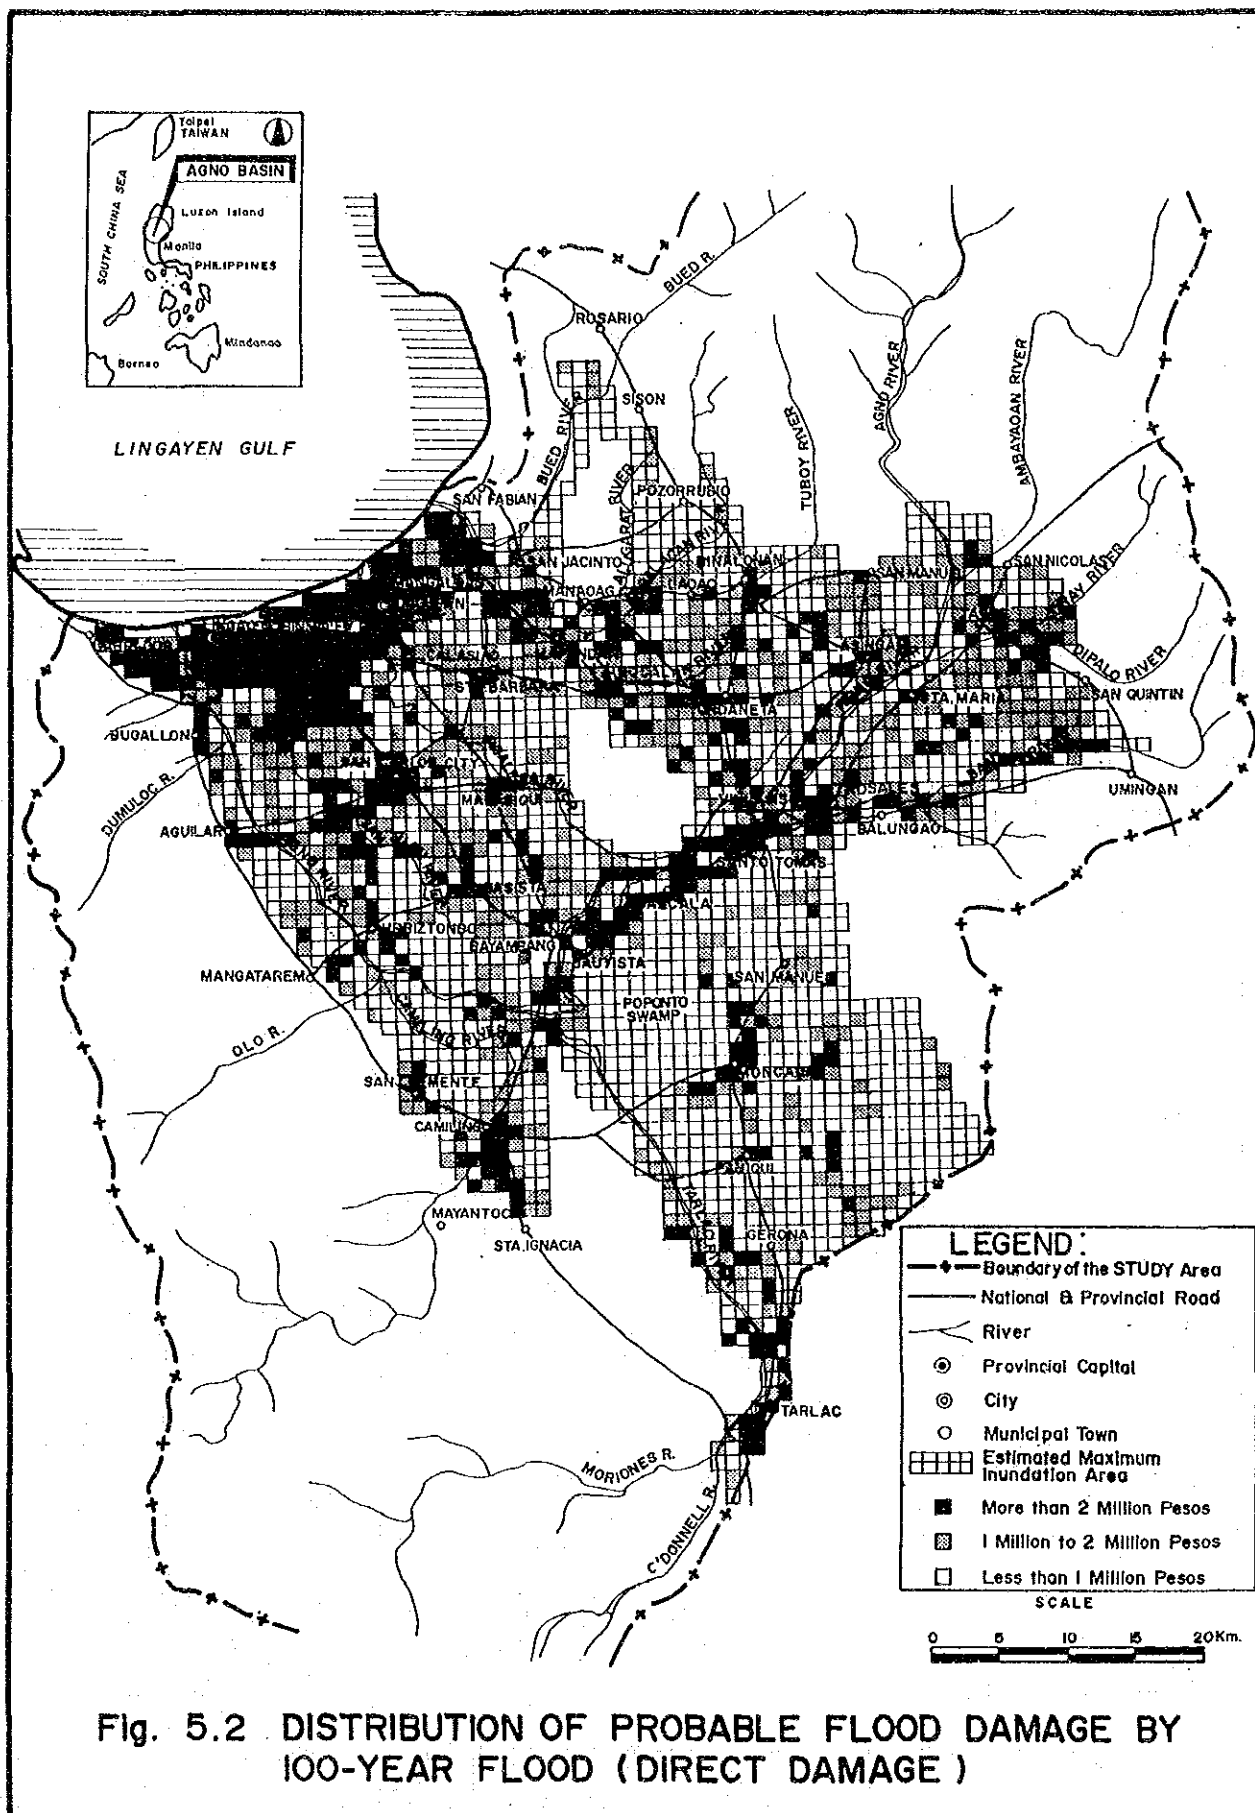 Taipei
TAIWAN
AGNO BASIN
SOUTH CHINA SEA
Luzon Island
Manila
PHILIPPINES
Mindanao
Borneo
LINGAYEN GULF
BUED R.
ROSARIO
SISON
BUED RIVER
AGNO RIVER
AMBAYAOAN RIVER
TUBOY RIVER
SAN FABIAN
RIVER
POZORRUBIO
SAN JACINTO
MANAOAG
BINALONAN
LAOAC
SAN MANUEL
SAN NICOLAS
DIPALO RIVER
SAN QUINTIN
CALASIAO
STA. BARBARA
STA. MARIA
BUGALLON
DUMULOC R.
AGUILAR
UMINGAN
ROSALES
BALUNGAO
SANTO TOMAS
ALCALA
BASISTA
URBIZTONDO
BAYAMBANG
BAUTISTA
MANGATAREM
SAN MANUEL
POPONTO
SWAMP
OLO R.
CAMILING RIVER
SAN CLEMENTE
MONCADA
CAMILING
MAYANTOC
STA. IGNACIA
TARLAC R.
GERONA
TARLAC
MORIONES R.
O'DONNELL R.
LEGEND:
Boundary of the STUDY Area
National & Provincial Road
River
Provincial Capital
City
Municipal Town
Estimated Maximum
Inundation Area
More than 2 Million Pesos
1 Million to 2 Million Pesos
Less than 1 Million Pesos
SCALE
0 5 10 15 20Km.
Fig. 5.2 DISTRIBUTION OF PROBABLE FLOOD DAMAGE BY
100-YEAR FLOOD (DIRECT DAMAGE)